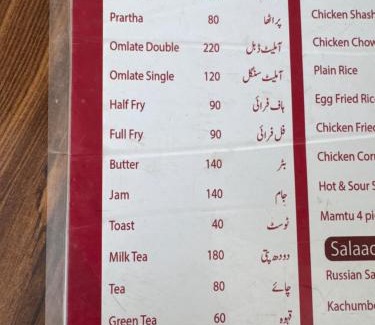 Prartha 80 پراٹھا
Omlate Double 220 آملیٹ ڈبل
Omlate Single 120 آملیٹ سنگل
Half Fry 90 ہاف فرائی
Full Fry 90 فل فرائی
Butter 140 بٹر
Jam 140 جام
Toast 40 ٹوسٹ
Milk Tea 180 دودھ پتی
Tea 80 چائے
Green Tea 60 قہوہ
Chicken Shash
Chicken Chow
Plain Rice
Egg Fried Rice
Chicken Fried
Chicken Corn
Hot & Sour S
Mamtu 4 pi
Salaad
Russian Sa
Kachumbe